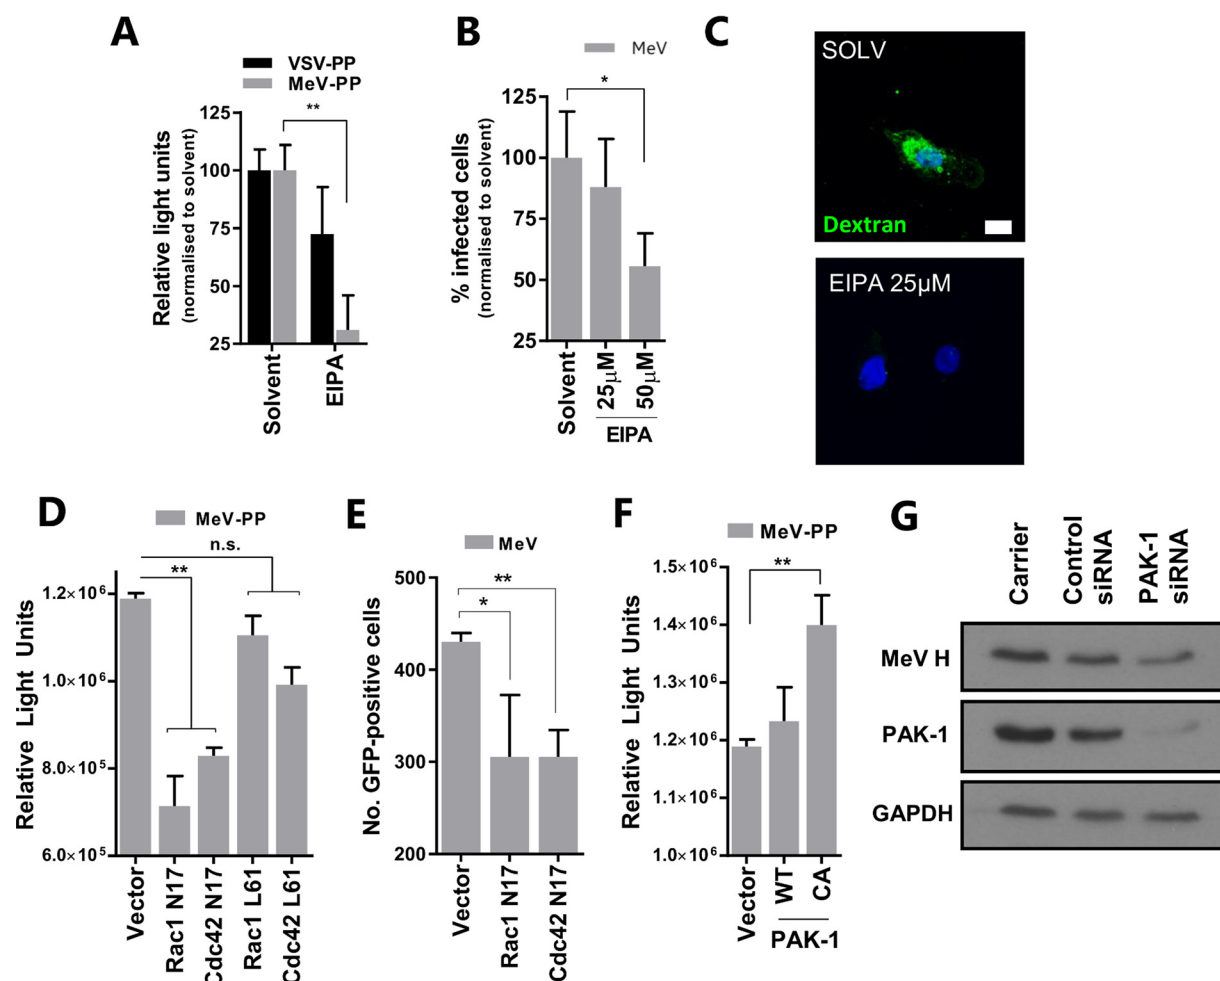 A
VSV-PP
MeV-PP
**
Relative light units
(normalised to solvent)
125
100
75
50
25
Solvent
EIPA
B
MeV
*
% infected cells
(normalised to solvent)
125
100
75
50
25
Solvent
25µM
50µM
EIPA
C
SOLV
Dextran
EIPA 25µM
D
MeV-PP
n.s.
**
Relative Light Units
1.2×10⁶
1.0×10⁶
8.0×10⁵
6.0×10⁵
Vector
Rac1 N17
Cdc42 N17
Rac1 L61
Cdc42 L61
E
MeV
**
*
No. GFP-positive cells
500
400
300
200
Vector
Rac1 N17
Cdc42 N17
F
MeV-PP
**
Relative Light Units
1.5×10⁶
1.4×10⁶
1.3×10⁶
1.2×10⁶
1.1×10⁶
1.0×10⁶
Vector
WT
CA
PAK-1
G
Carrier
Control
siRNA
PAK-1
siRNA
MeV H
PAK-1
GAPDH